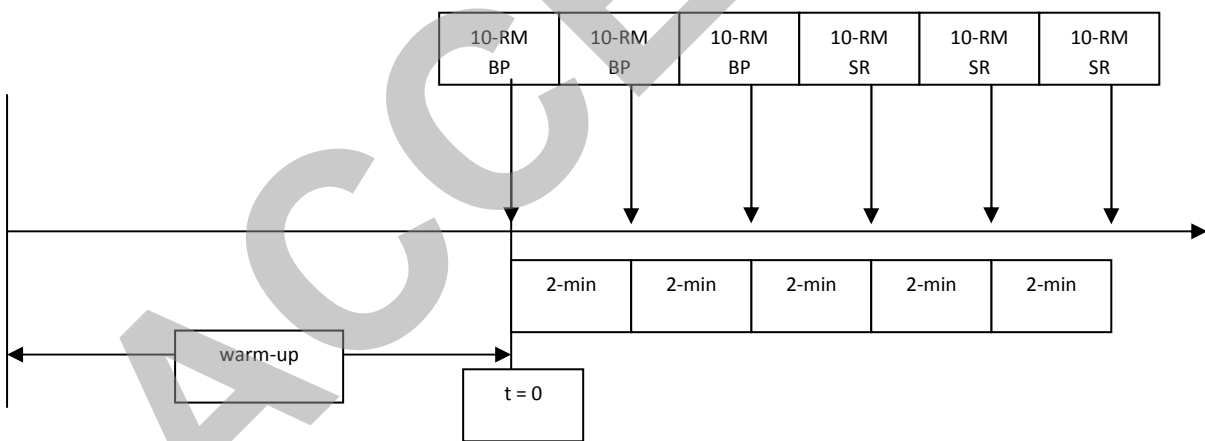 10-RM 10-RM 10-RM 10-RM 10-RM 10-RM
BP BP BP SR SR SR
2-min 2-min 2-min 2-min 2-min
warm-up
t = 0
ACCE